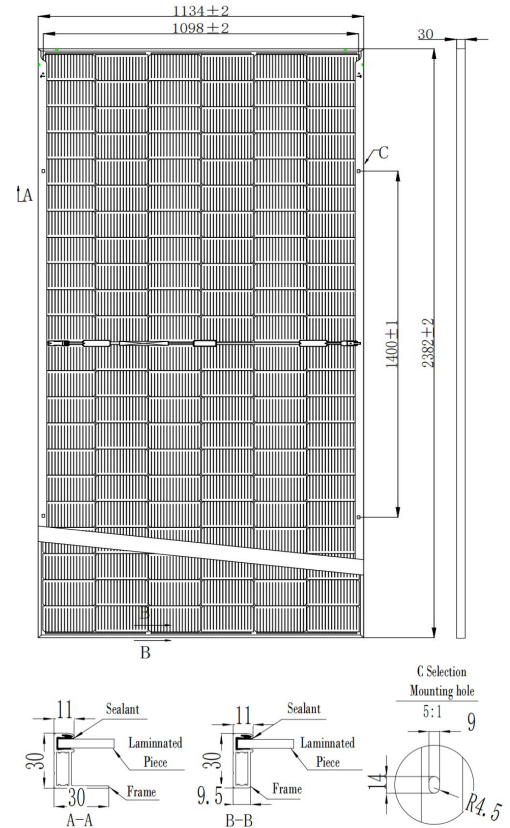 1134±2
1098±2
30
C
A
1400±1
2382±2
B
B
C Selection
Mounting hole
5:1
9
14
R4.5
11
Sealant
Laminnated
Piece
30
30
Frame
A-A
11
Sealant
Laminnated
Piece
30
9.5
Frame
B-B